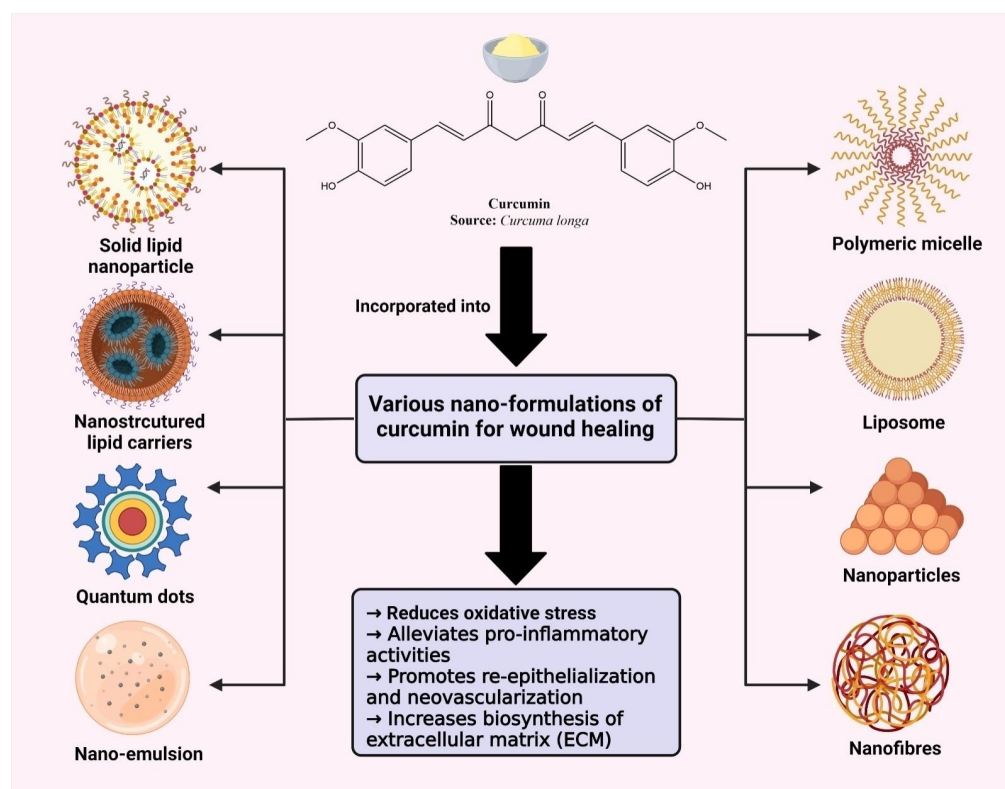 O
O
O
O
HO
OH
Curcumin
Source: Curcuma longa
Incorporated into
Various nano-formulations of
curcumin for wound healing
→ Reduces oxidative stress
→ Alleviates pro-inflammatory
activities
→ Promotes re-epithelialization
and neovascularization
→ Increases biosynthesis of
extracellular matrix (ECM)
Solid lipid
nanoparticle
Nanostrcutured
lipid carriers
Quantum dots
Nano-emulsion
Polymeric micelle
Liposome
Nanoparticles
Nanofibres